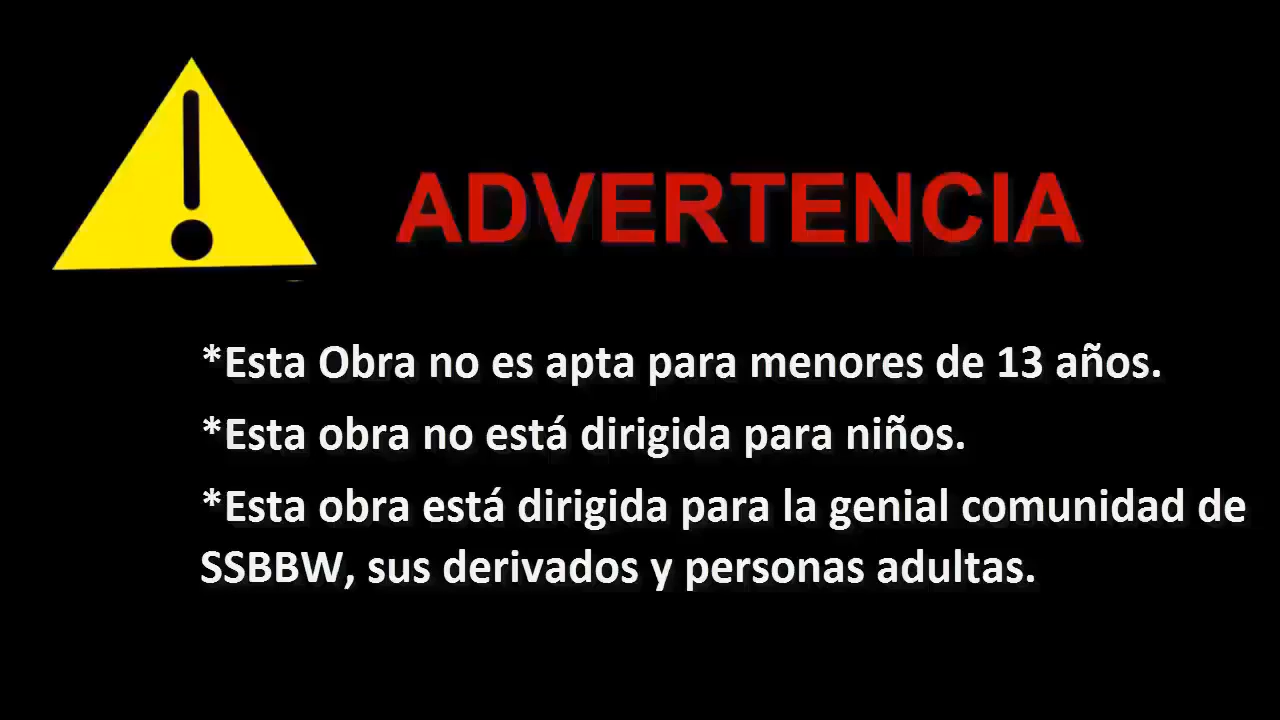 ADVERTENCIA
*Esta Obra no es apta para menores de 13 años.
*Esta obra no está dirigida para niños.
*Esta obra está dirigida para la genial comunidad de
SSBBW, sus derivados y personas adultas.